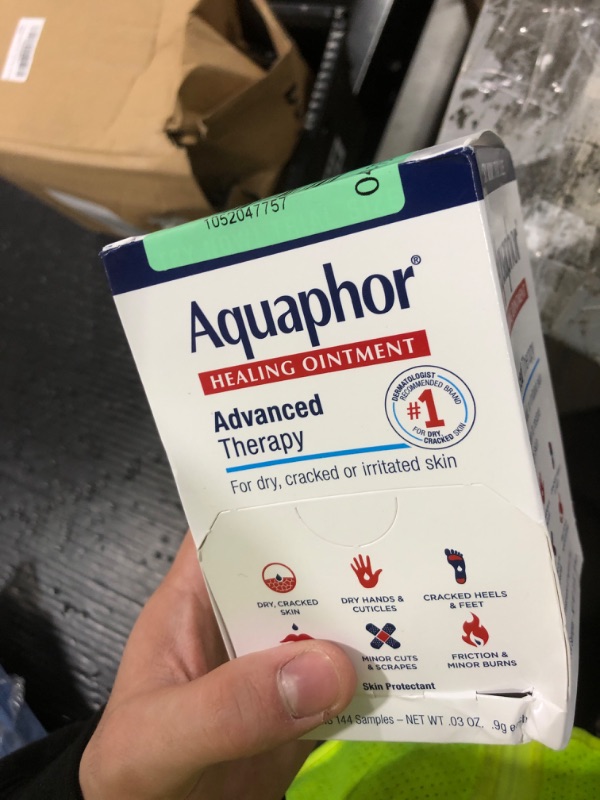 1052047757
Aquaphor®
HEALING OINTMENT
Advanced
Therapy
DERMATOLOGIST
RECOMMENDED BRAND
#1
FOR DRY,
CRACKED SKIN
For dry, cracked or irritated skin
DRY, CRACKED
SKIN
DRY HANDS &
CUTICLES
CRACKED HEELS
& FEET
MINOR CUTS
& SCRAPES
FRICTION &
MINOR BURNS
Skin Protectant
144 Samples – NET WT .03 OZ. .9g